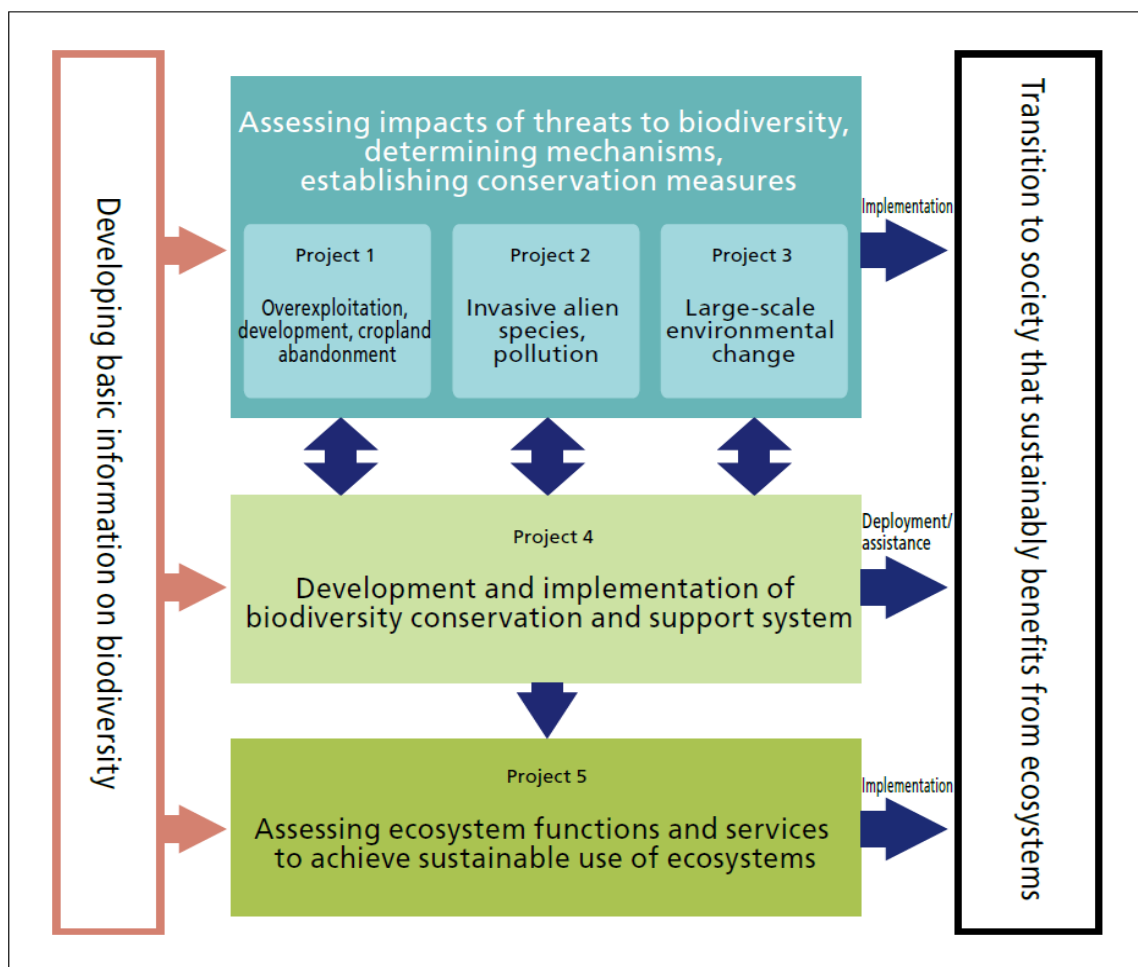 Developing basic information on biodiversity
Assessing impacts of threats to biodiversity,
determining mechanisms,
establishing conservation measures
Project 1
Overexploitation,
development, cropland
abandonment
Project 2
Invasive alien
species,
pollution
Project 3
Large-scale
environmental
change
Implementation
Project 4
Development and implementation of
biodiversity conservation and support system
Deployment/
assistance
Project 5
Assessing ecosystem functions and services
to achieve sustainable use of ecosystems
Implementation
Transition to society that sustainably benefits from ecosystems